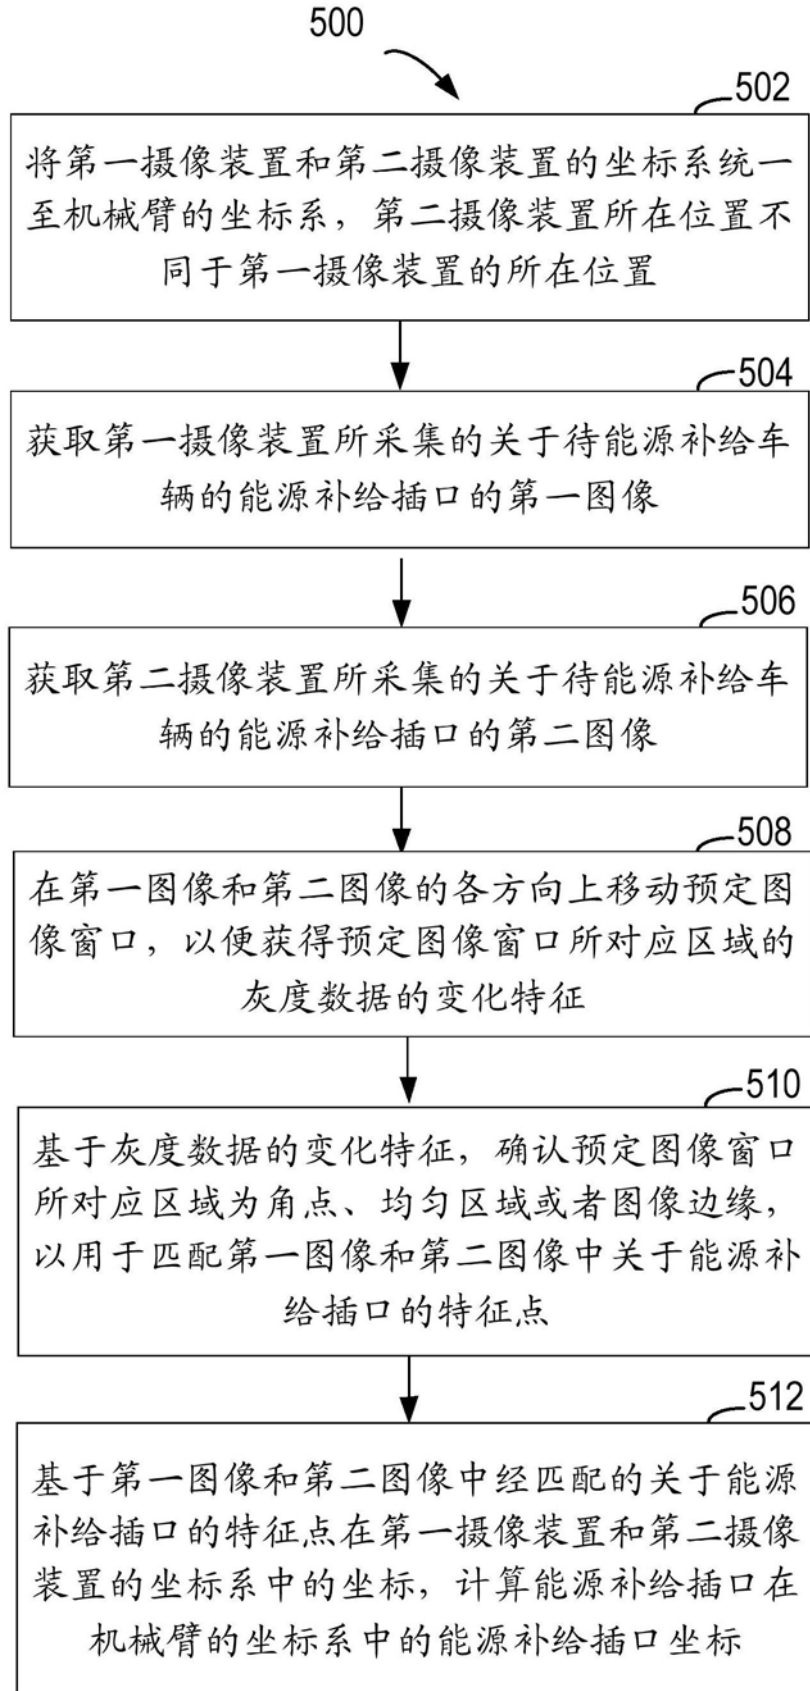 500
502
将第一摄像装置和第二摄像装置的坐标系统一
至机械臂的坐标系，第二摄像装置所在位置不
同于第一摄像装置的所在位置
504
获取第一摄像装置所采集的关于待能源补给车
辆的能源补给插口的第一图像
506
获取第二摄像装置所采集的关于待能源补给车
辆的能源补给插口的第二图像
508
在第一图像和第二图像的各方向上移动预定图
像窗口，以便获得预定图像窗口所对应区域的
灰度数据的变化特征
510
基于灰度数据的变化特征，确认预定图像窗口
所对应区域为角点、均匀区域或者图像边缘，
以用于匹配第一图像和第二图像中关于能源补
给插口的特征点
512
基于第一图像和第二图像中经匹配的关于能源
补给插口的特征点在第一摄像装置和第二摄像
装置的坐标系中的坐标，计算能源补给插口在
机械臂的坐标系中的能源补给插口坐标